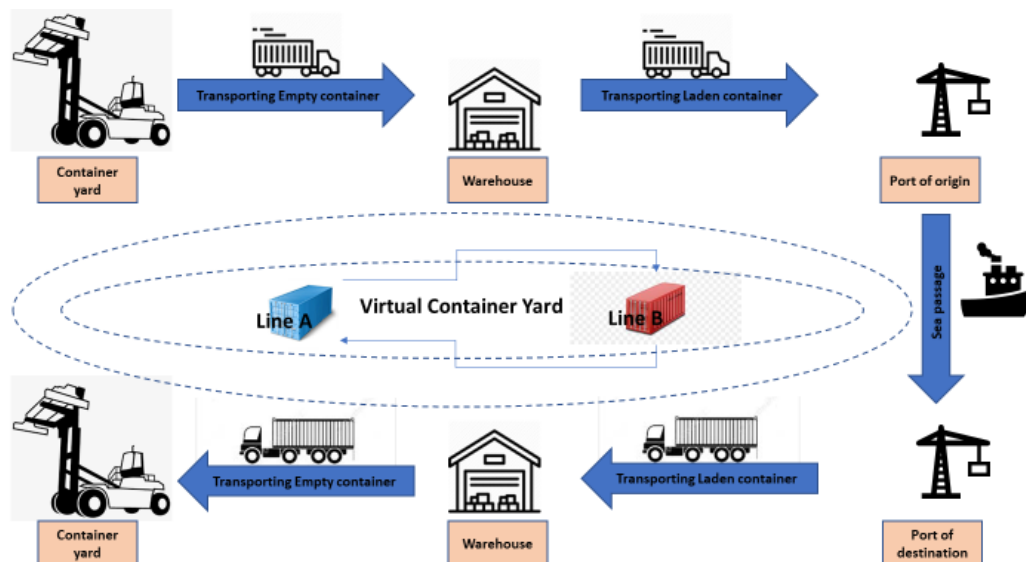 Transporting Empty container
Transporting Laden container
Container
yard
Warehouse
Port of origin
Sea passage
Line A
Virtual Container Yard
Line B
Transporting Empty container
Transporting Laden container
Container
yard
Warehouse
Port of
destination